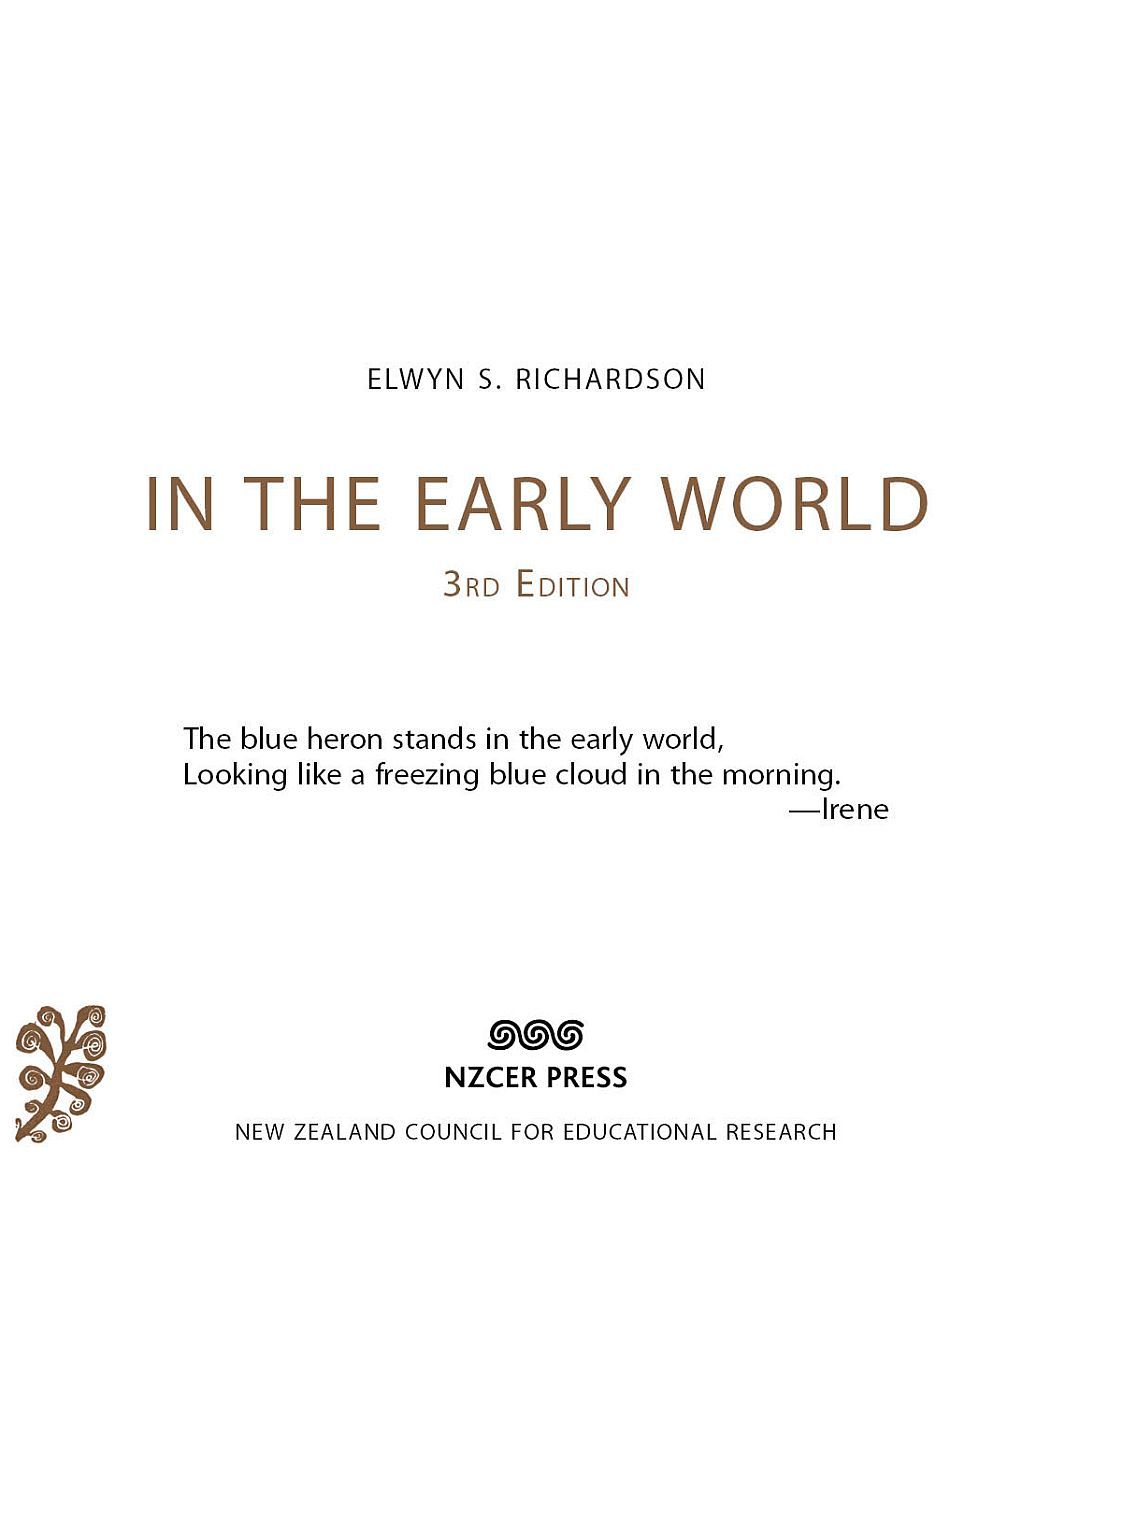 ELWYN S. RICHARDSON
IN THE EARLY WORLD
3RD EDITION
The blue heron stands in the early world,
Looking like a freezing blue cloud in the morning.
—Irene
NZCER PRESS
NEW ZEALAND COUNCIL FOR EDUCATIONAL RESEARCH